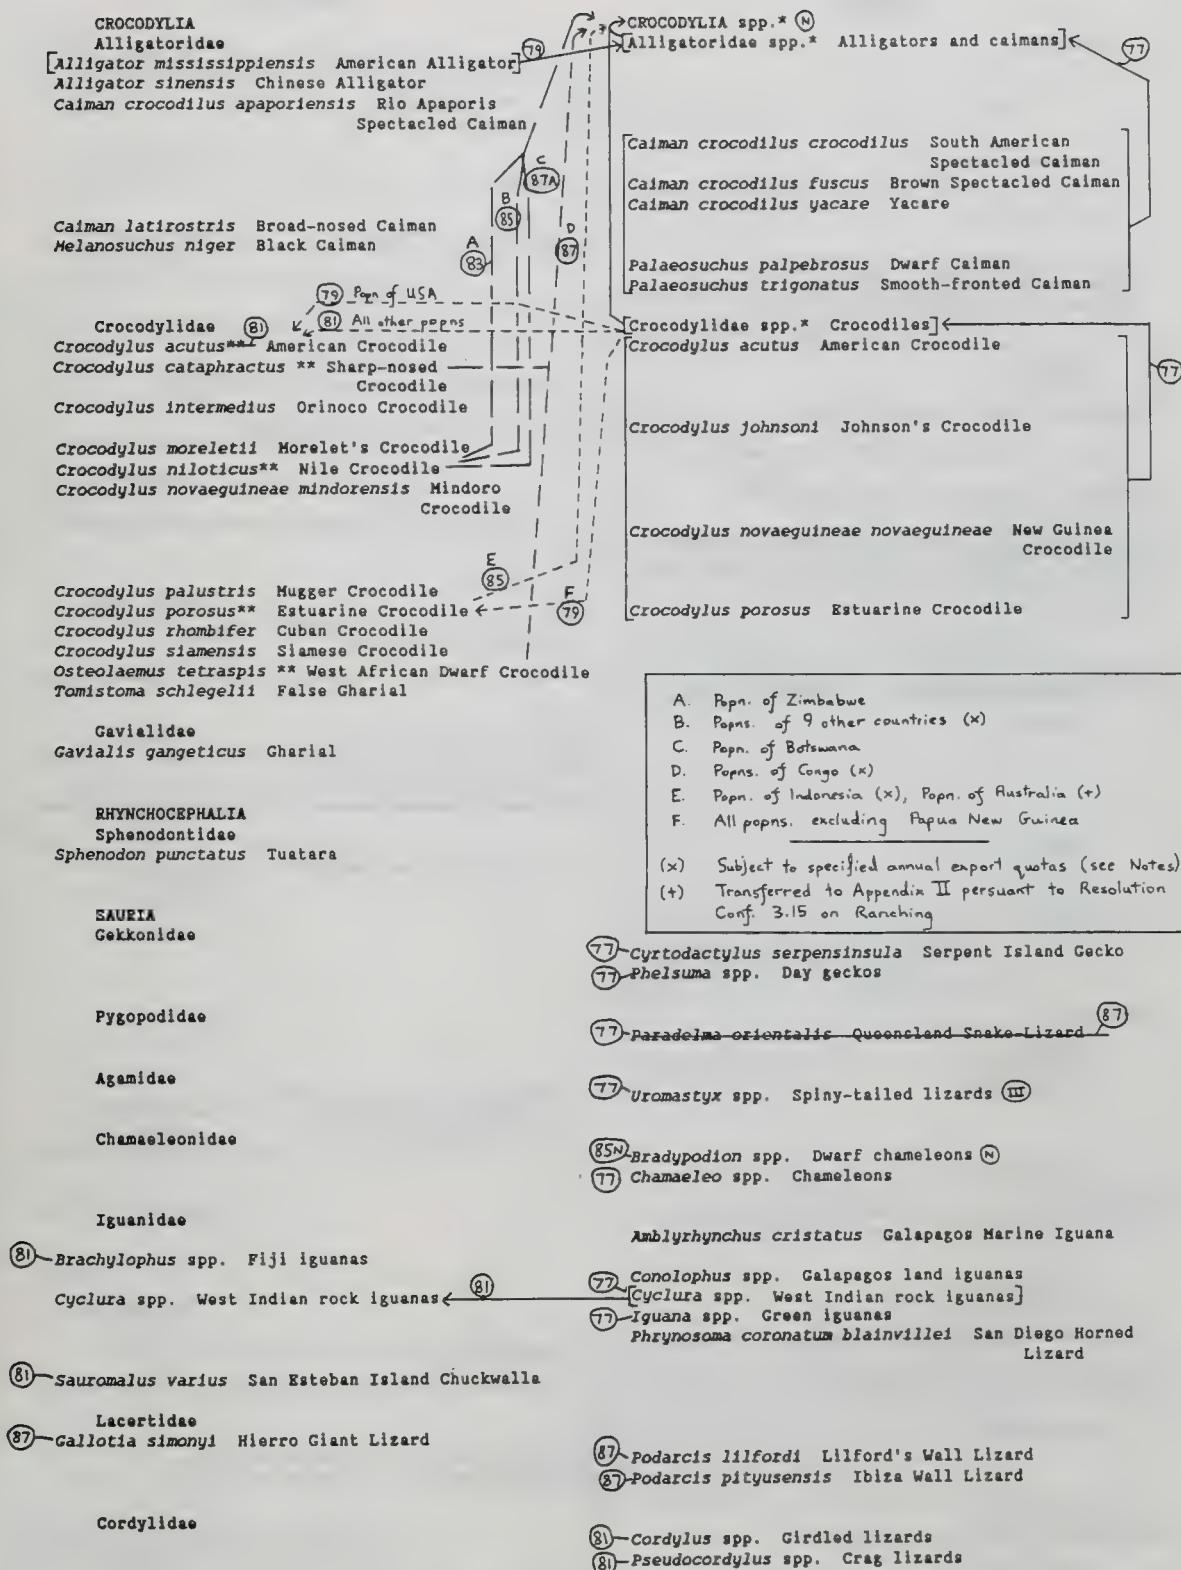 CROCODYLIA
Alligatoridae
[Alligator mississippiensis American Alligator]
Alligator sinensis Chinese Alligator
Caiman crocodilus apaporiensis Rio Apaporis
Spectacled Caiman
Caiman latirostris Broad-nosed Caiman
Melanosuchus niger Black Caiman
79 Popn of USA
81 All other popns
Crocodylidae 81
Crocodylus acutus** American Crocodile
Crocodylus cataphractus ** Sharp-nosed
Crocodile
Crocodylus intermedius Orinoco Crocodile
Crocodylus moreletii Morelet's Crocodile
Crocodylus niloticus** Nile Crocodile
Crocodylus novaeguineae mindorensis Mindoro
Crocodile
Crocodylus palustris Mugger Crocodile
Crocodylus porosus** Estuarine Crocodile
Crocodylus rhombifer Cuban Crocodile
Crocodylus siamensis Siamese Crocodile
Osteolaemus tetraspis ** West African Dwarf Crocodile
Tomistoma schlegelii False Gharial
Gavialidae
Gavialis gangeticus Gharial
RHYNCHOCEPHALIA
Sphenodontidae
Sphenodon punctatus Tuatara
79
A
83
B
85
C
87A
D
87
E
85
F
79
CROCODYLIA spp.* N
[Alligatoridae spp.* Alligators and caimans]
77
Caiman crocodilus crocodilus South American
Spectacled Caiman
Caiman crocodilus fuscus Brown Spectacled Caiman
Caiman crocodilus yacare Yacare
Palaeosuchus palpebrosus Dwarf Caiman
Palaeosuchus trigonatus Smooth-fronted Caiman
[Crocodylidae spp.* Crocodiles]
Crocodylus acutus American Crocodile
77
Crocodylus johnsoni Johnson's Crocodile
Crocodylus novaeguineae novaeguineae New Guinea
Crocodile
Crocodylus porosus Estuarine Crocodile
A. Popn. of Zimbabwe
B. Popns. of 9 other countries (x)
C. Popn. of Botswana
D. Popns. of Congo (x)
E. Popn. of Indonesia (x), Popn. of Australia (+)
F. All popns. excluding Papua New Guinea
(x) Subject to specified annual export quotas (see Notes)
(+) Transferred to Appendix II persuant to Resolution
Conf. 3.15 on Ranching
SAURIA
Gekkonidae
77 Cyrtodactylus serpensinsula Serpent Island Gecko
77 Phelsuma spp. Day geckos
Pygopodidae
77 Paradelma orientalis Queensland Snake-Lizard 87
Agamidae
77 Uromastyx spp. Spiny-tailed lizards III
Chamaeleonidae
85N Bradypodion spp. Dwarf chameleons N
77 Chamaeleo spp. Chameleons
Iguanidae
Amblyrhynchus cristatus Galapagos Marine Iguana
81 Brachylophus spp. Fiji iguanas
77 Conolophus spp. Galapagos land iguanas
Cyclura spp. West Indian rock iguanas 81 [Cyclura spp. West Indian rock iguanas]
77 Iguana spp. Green iguanas
Phrynosoma coronatum blainvillei San Diego Horned
Lizard
81 Sauromalus varius San Esteban Island Chuckwalla
Lacertidae
87 Gallotia simonyi Hierro Giant Lizard
87 Podarcis lilfordi Lilford's Wall Lizard
87 Podarcis pityusensis Ibiza Wall Lizard
Cordylidae
81 Cordylus spp. Girdled lizards
81 Pseudocordylus spp. Crag lizards